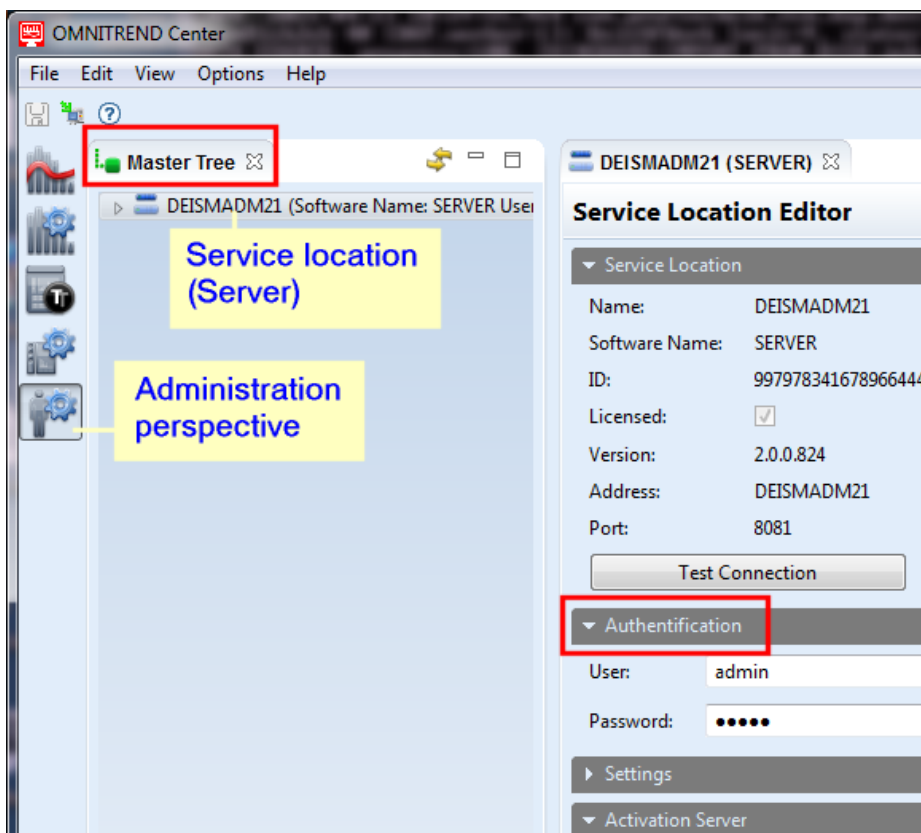 OMNITREND Center
File Edit View Options Help
Master Tree
DEISMADM21 (Software Name: SERVER User
Service location
(Server)
Administration
perspective
DEISMADM21 (SERVER)
Service Location Editor
Service Location
Name: DEISMADM21
Software Name: SERVER
ID: 99797834167896644
Licensed:
Version: 2.0.0.824
Address: DEISMADM21
Port: 8081
Test Connection
Authentification
User: admin
Password: •••••
Settings
Activation Server